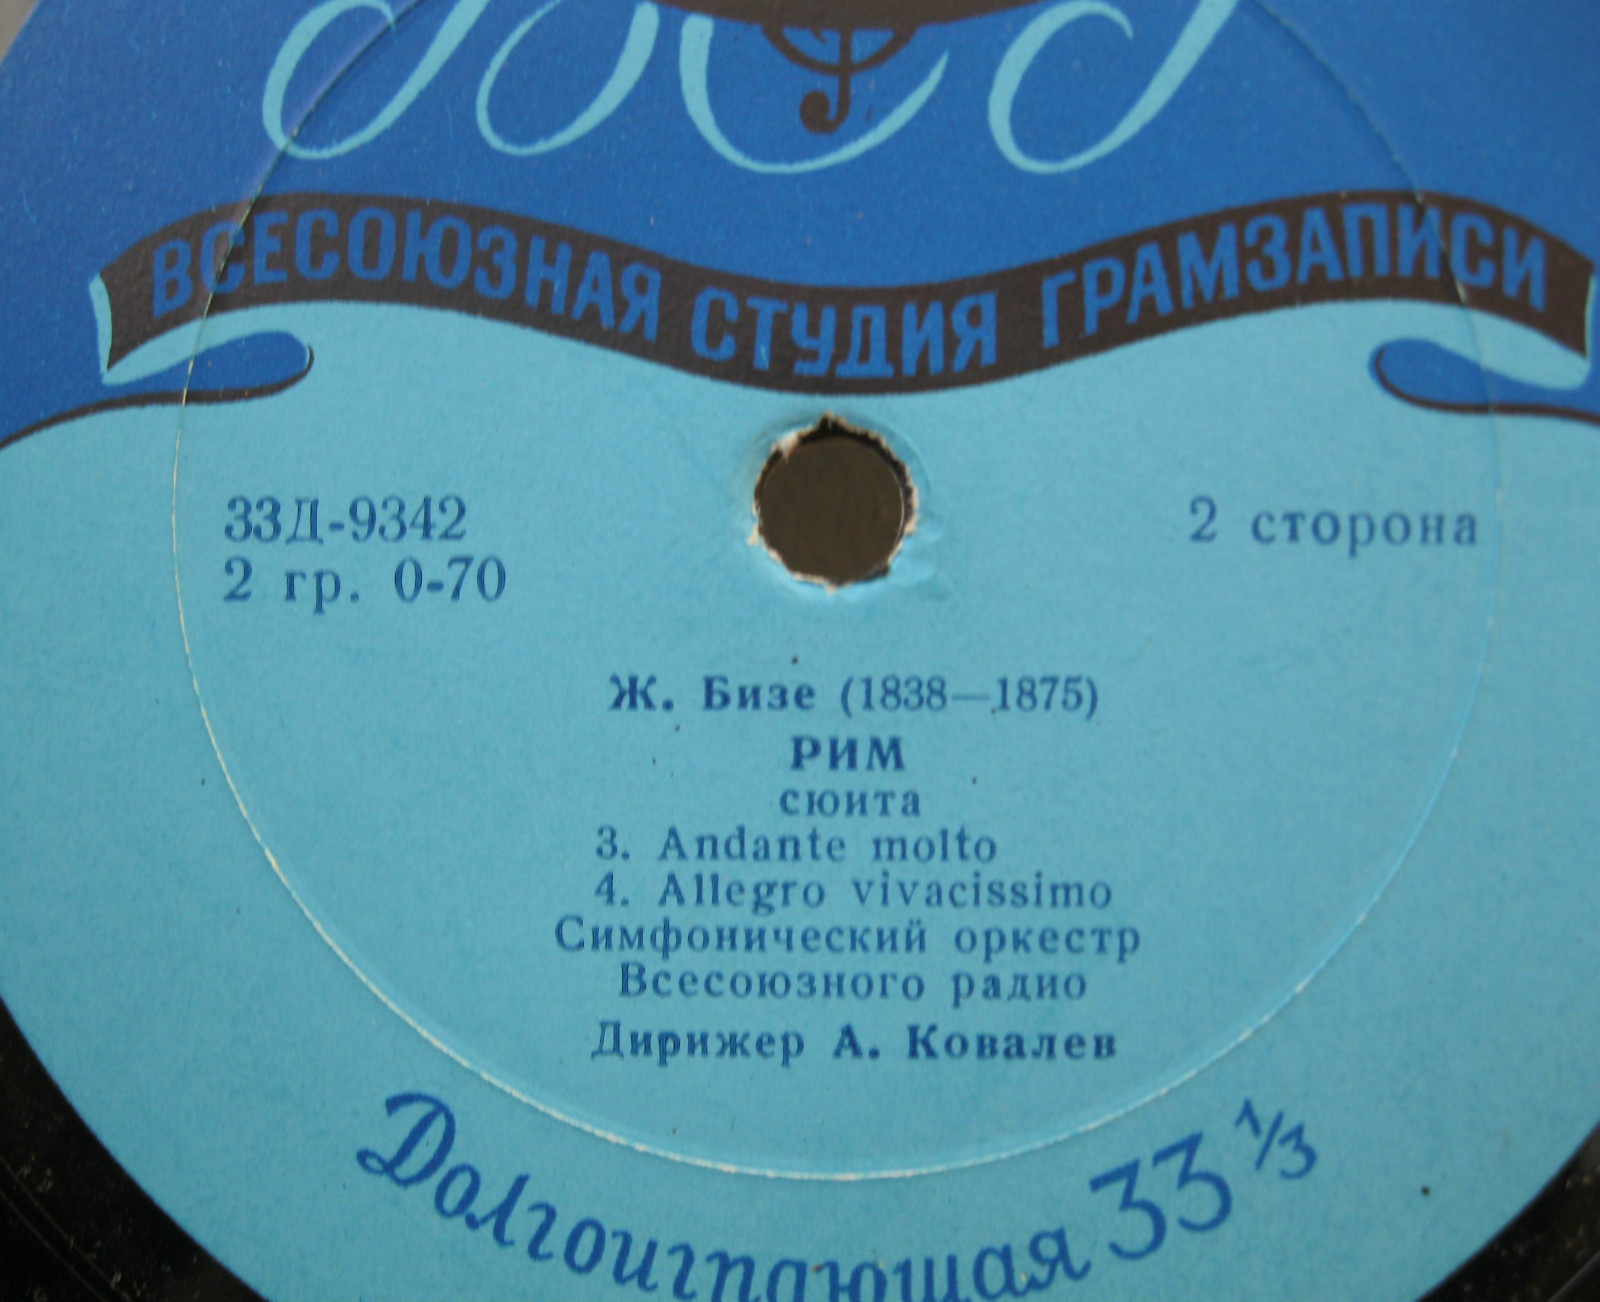 ВСЕСОЮЗНАЯ СТУДИЯ ГРАМЗАПИСИ
33Д-9342
2 гр. 0-70
2 сторона
Ж. Бизе (1838—1875)
РИМ
сюита
3. Andante molto
4. Allegro vivacissimo
Симфонический оркестр
Всесоюзного радио
Дирижер А. Ковалев
Долгоиграющая 33 1/3